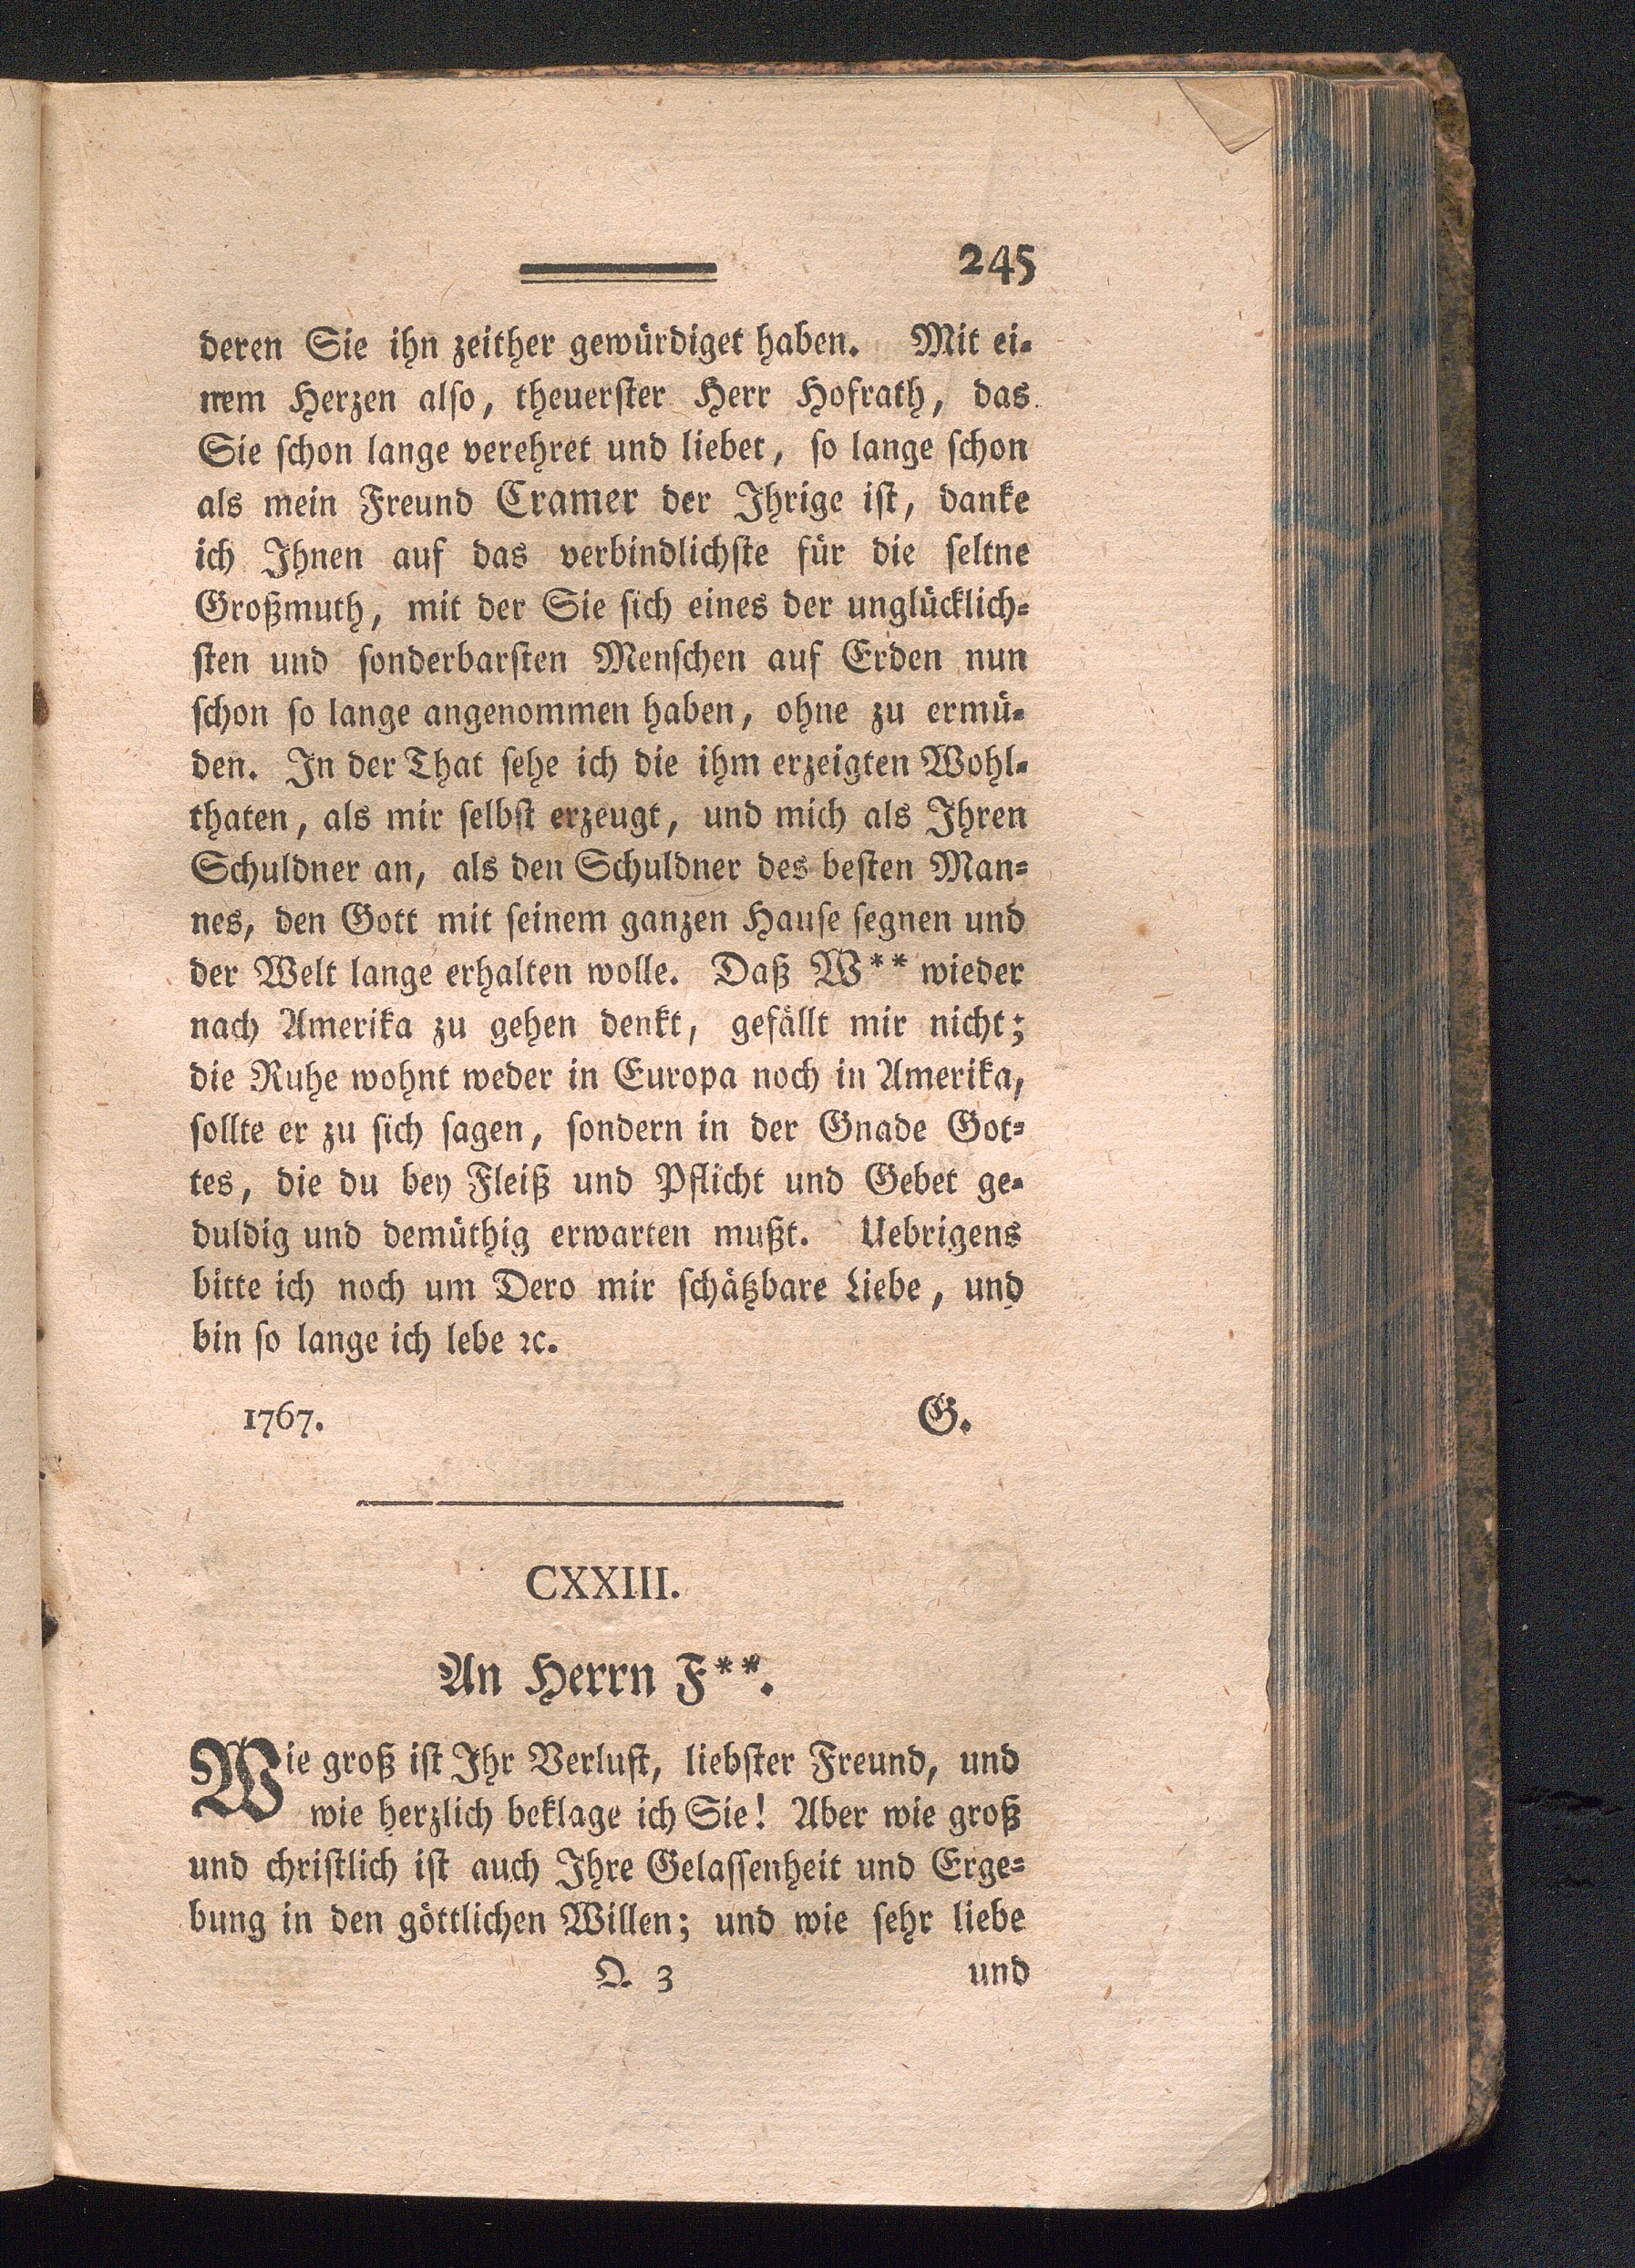 245
deren Sie ihn zeither gewürdiget haben. Mit ei-
nem Herzen also, theuerster Herr Hofrath, das
Sie schon lange verehret und liebet, so lange schon
als mein Freund Cramer der Ihrige ist, danke
ich Ihnen auf das verbindlichste für die seltne
Großmuth, mit der Sie sich eines der unglücklich-
sten und sonderbarsten Menschen auf Erden nun
schon so lange angenommen haben, ohne zu ermü-
den. In der That sehe ich die ihm erzeigten Wohl-
thaten, als mir selbst erzeugt, und mich als Ihren
Schuldner an, als den Schuldner des besten Man-
nes, den Gott mit seinem ganzen Hause segnen und
der Welt lange erhalten wolle. Daß W** wieder
nach Amerika zu gehen denkt, gefällt mir nicht;
die Ruhe wohnt weder in Europa noch in Amerika,
sollte er zu sich sagen, sondern in der Gnade Got-
tes, die du bey Fleiß und Pflicht und Gebet ge-
duldig und demüthig erwarten mußt. Uebrigens
bitte ich noch um Dero mir schätzbare Liebe, und
bin so lange ich lebe ꝛc.
1767. G.
CXXIII.
An Herrn F**.
Wie groß ist Ihr Verlust, liebster Freund, und
wie herzlich beklage ich Sie! Aber wie groß
und christlich ist auch Ihre Gelassenheit und Erge-
bung in den göttlichen Willen; und wie sehr liebe
Q 3 und